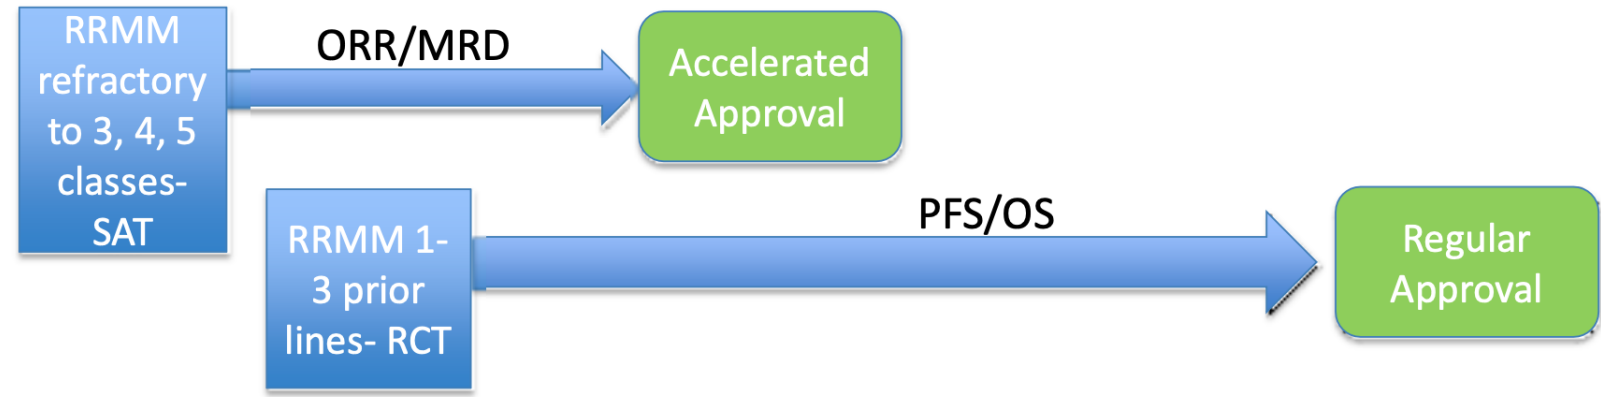 RRMM
refractory
to 3, 4, 5
classes-
SAT
ORR/MRD
Accelerated
Approval
RRMM 1-
3 prior
lines- RCT
PFS/OS
Regular
Approval